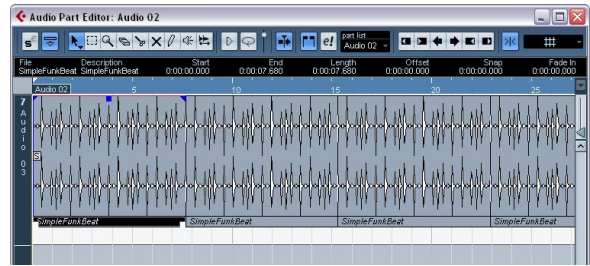 Audio Part Editor: Audio 02
part list
Audio 02
File Description Start End Length Offset Snap Fade In
SimpleFunkBeat SimpleFunkBeat 0:00:00.000 0:00:07.680 0:00:07.680 0:00:00.000 0:00:00.000 0:00:00.000
Audio 02 5 10 15 20 25
7
Audio 03
S
SimpleFunkBeat SimpleFunkBeat SimpleFunkBeat SimpleFunkBeat